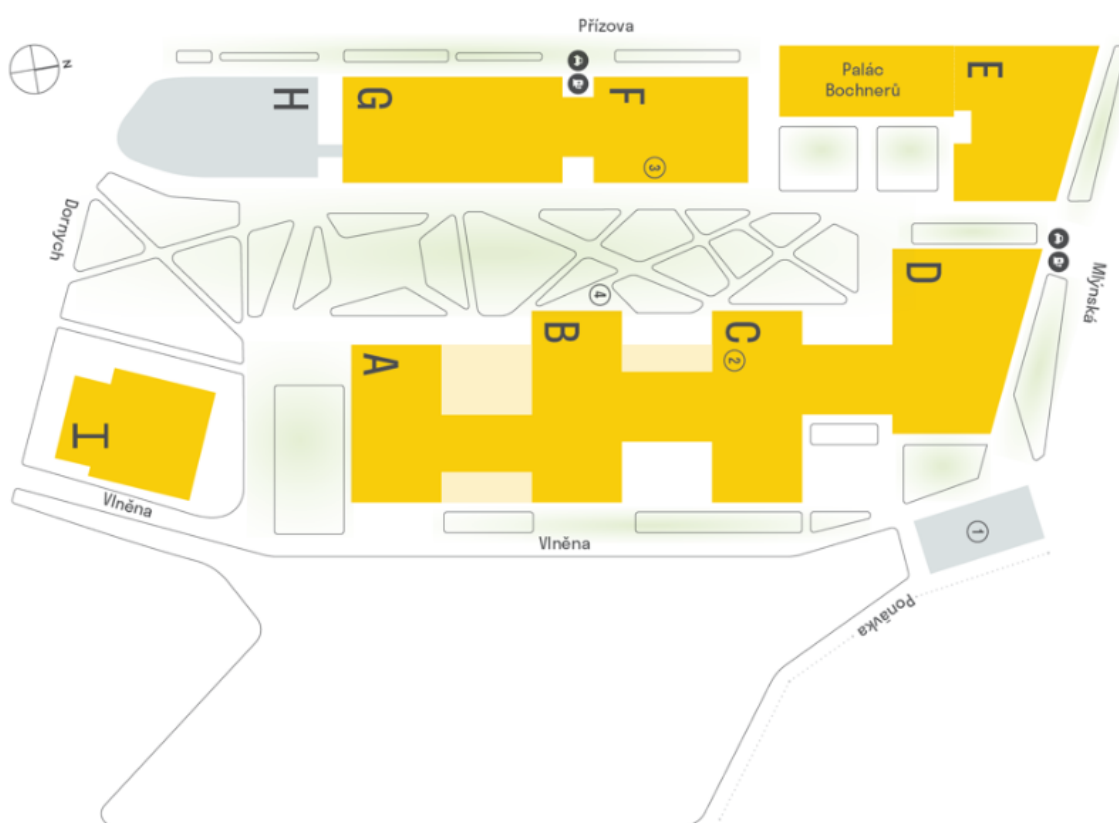 Přízova
N
H
G
F
Palác
Bochnerů
E
3
Dornych
D
Mlýnská
4
B
C
2
A
I
Vlněna
Vlněna
1
Ponávka